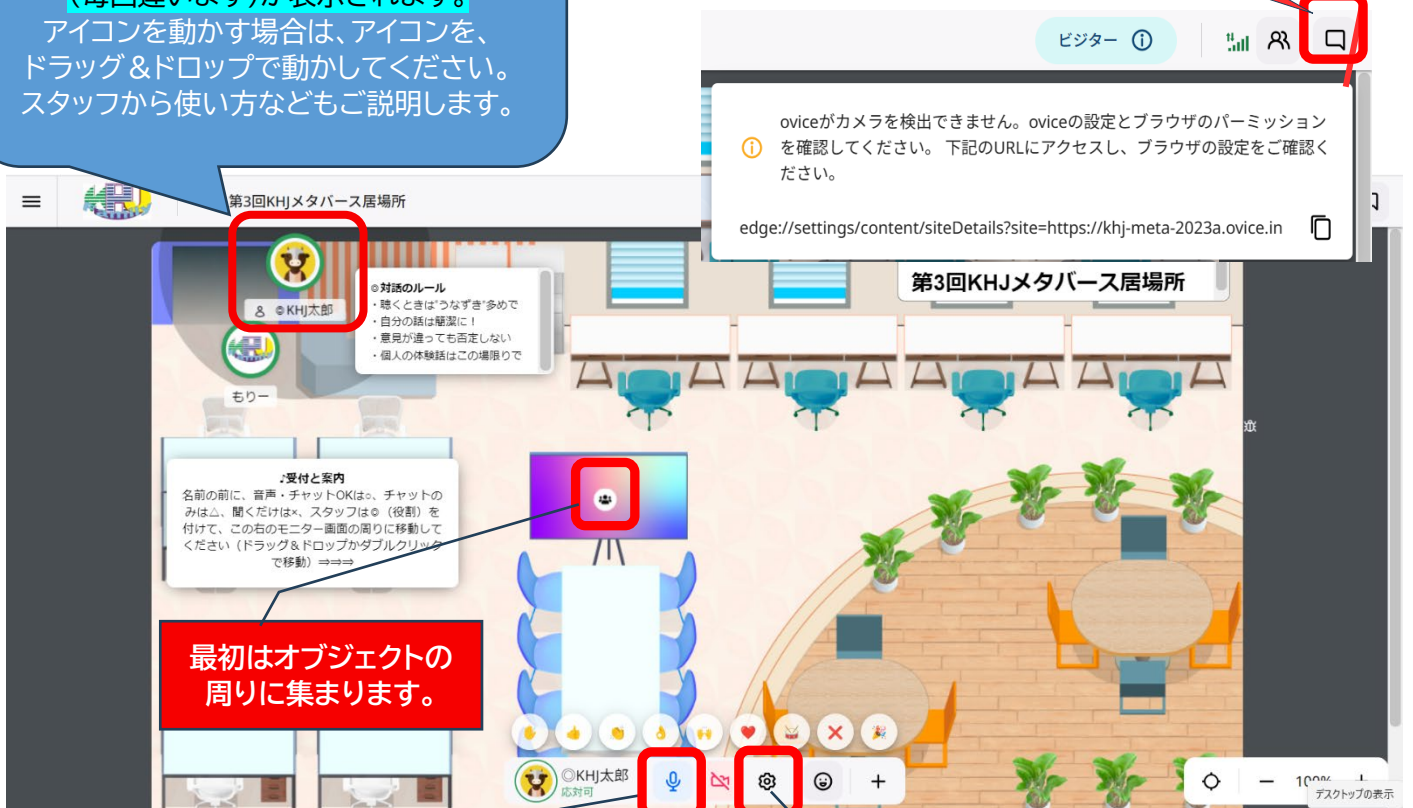 (毎回違います)が表示されます。
アイコンを動かす場合は、アイコンを、
ドラッグ＆ドロップで動かしてください。
スタッフから使い方などもご説明します。
ビジター
oviceがカメラを検出できません。oviceの設定とブラウザのパーミッション
を確認してください。 下記のURLにアクセスし、ブラウザの設定をご確認く
ださい。
edge://settings/content/siteDetails?site=https://khj-meta-2023a.ovice.in
KHJ
第3回KHJメタバース居場所
第3回KHJメタバース居場所
◎KHJ太郎
◎対話のルール
・聴くときは"うなずき"多めで
・自分の話は簡潔に！
・意見が違っても否定しない
・個人の体験話はこの場限りで
KHJ
もりー
♪受付と案内
名前の前に、音声・チャットOKは○、チャットの
みは△、聞くだけは×、スタッフは◎（役割）を
付けて、この右のモニター画面の周りに移動して
ください（ドラッグ＆ドロップかダブルクリック
で移動）⇒⇒⇒
最初はオブジェクトの
周りに集まります。
◎KHJ太郎
応対可
100%
デスクトップの表示